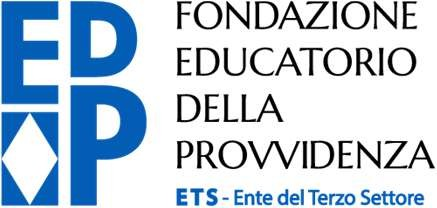 ED
P
FONDAZIONE
EDUCATORIO
DELLA
PROVVIDENZA
ETS - Ente del Terzo Settore